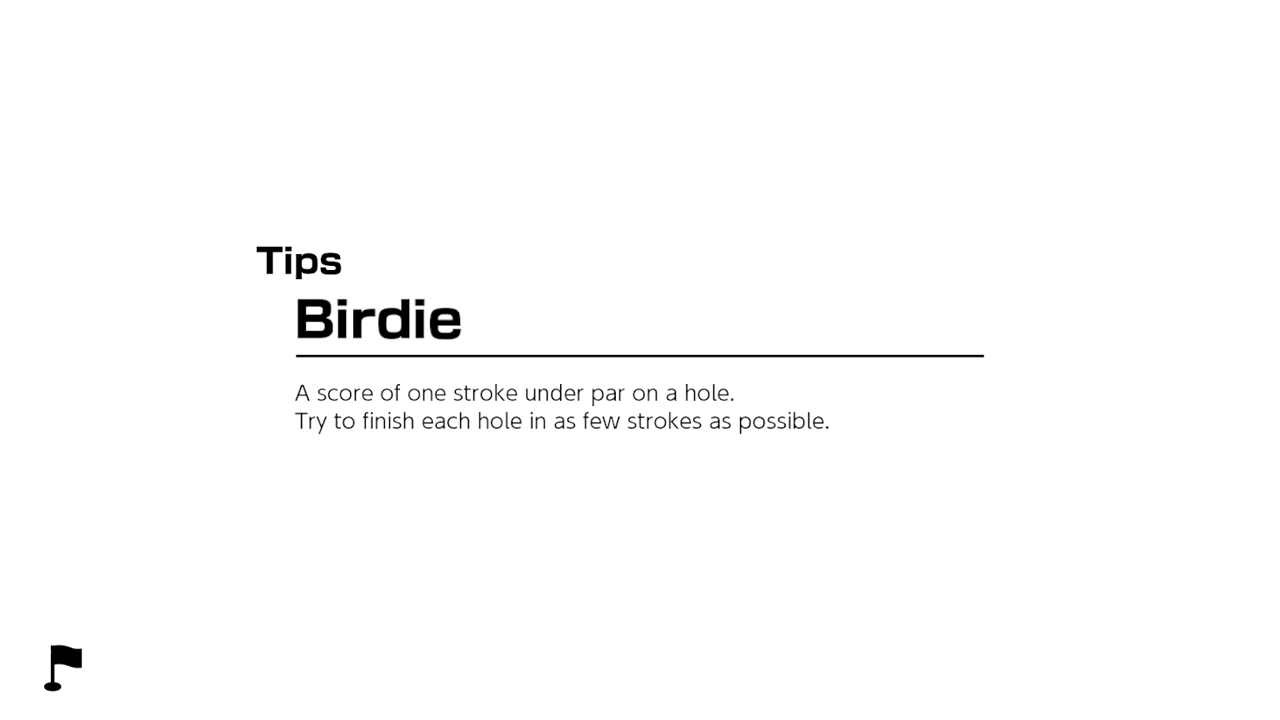 Tips
Birdie
A score of one stroke under par on a hole.
Try to finish each hole in as few strokes as possible.